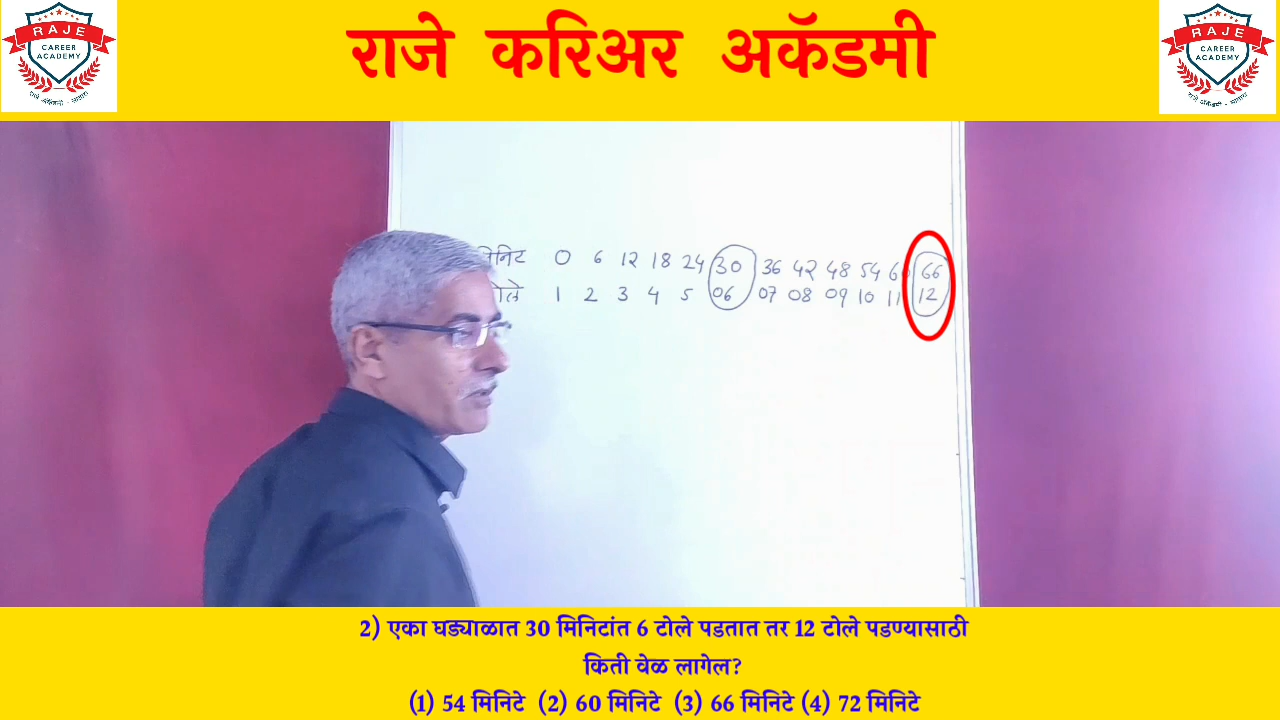 राजे करिअर अकॅडमी
RAJE
CAREER
ACADEMY
RAJE
CAREER
ACADEMY
0 6 12 18 24 30 36 42 48 54 6 66
1 2 3 4 5 06 07 08 09 10 11 12
2) एका घड्याळात 30 मिनिटांत 6 टोले पडतात तर 12 टोले पडण्यासाठी
किती वेळ लागेल?
(1) 54 मिनिटे (2) 60 मिनिटे (3) 66 मिनिटे (4) 72 मिनिटे